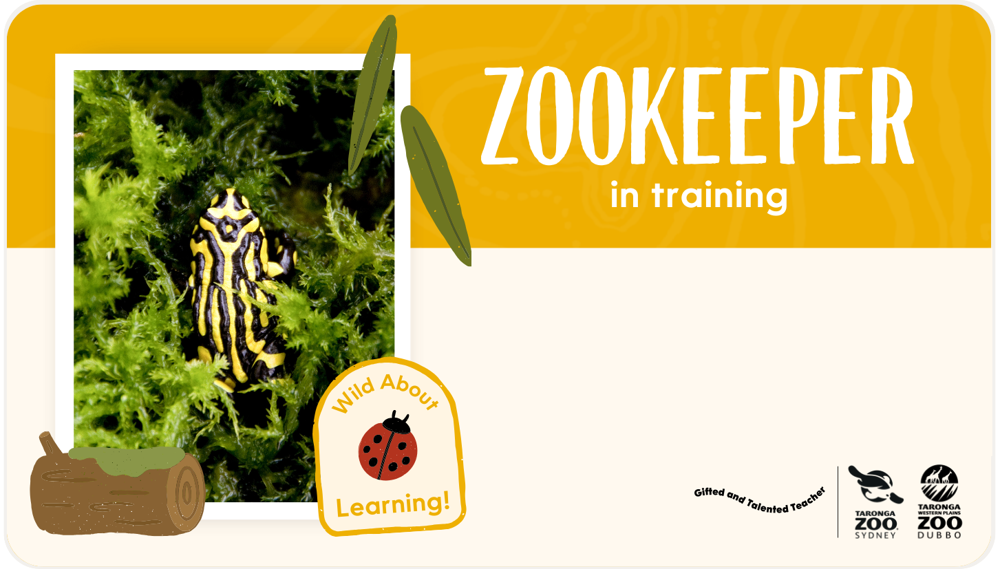 ZOOKEEPER
in training
Wild About
Learning!
Gifted and Talented Teacher
TARONGA
ZOO
SYDNEY
TARONGA
WESTERN PLAINS
ZOO
DUBBO